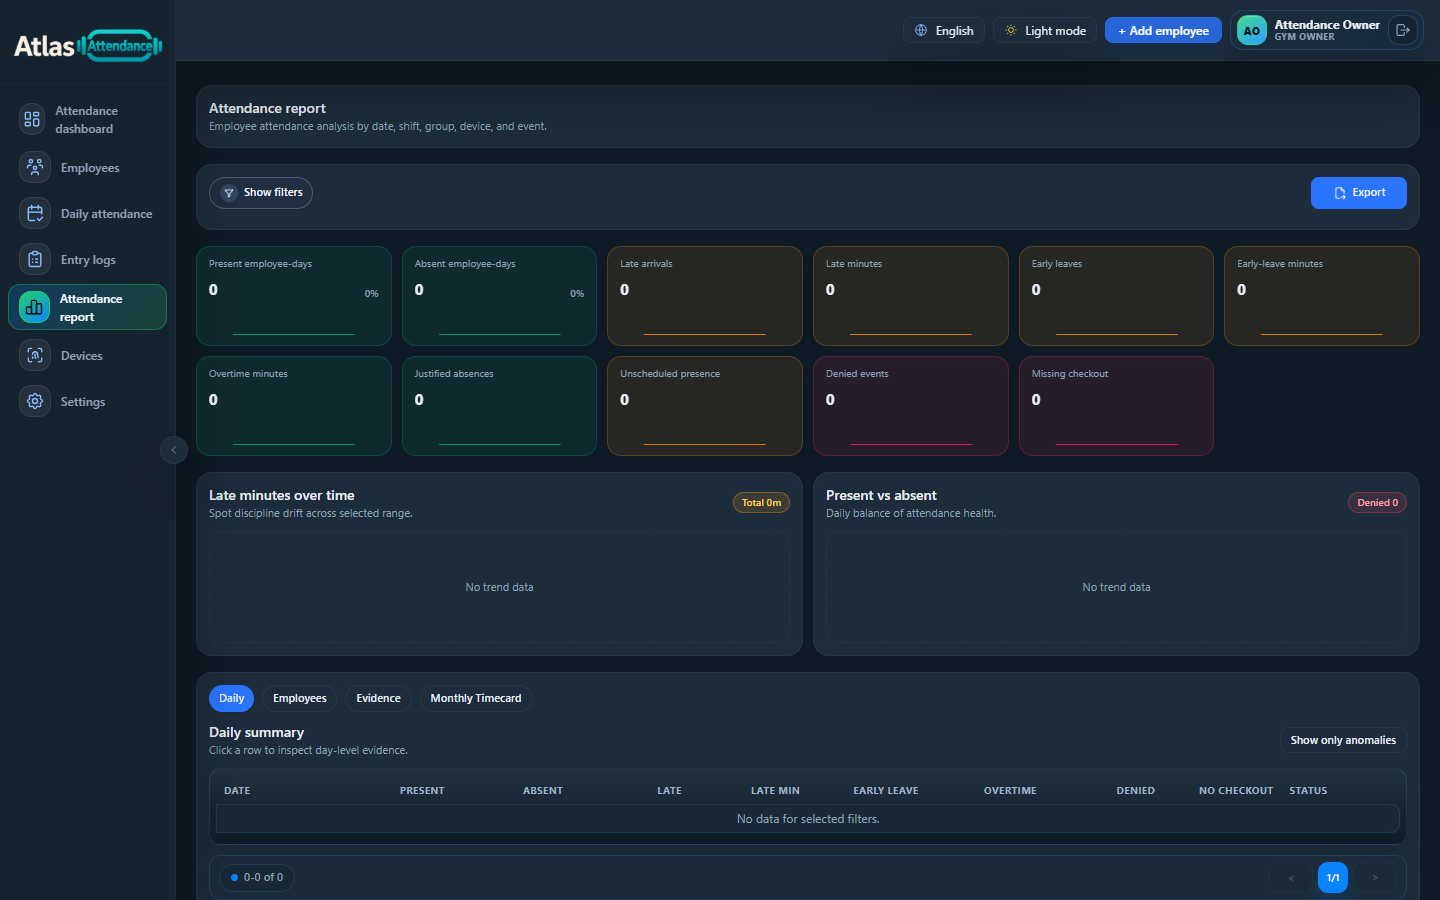 Atlas Attendance
English
Light mode
+ Add employee
AO
Attendance Owner
GYM OWNER
Attendance
dashboard
Employees
Daily attendance
Entry logs
Attendance
report
Devices
Settings
Attendance report
Employee attendance analysis by date, shift, group, device, and event.
Show filters
Export
Present employee-days
0
0%
Absent employee-days
0
0%
Late arrivals
0
Late minutes
0
Early leaves
0
Early-leave minutes
0
Overtime minutes
0
Justified absences
0
Unscheduled presence
0
Denied events
0
Missing checkout
0
Late minutes over time
Spot discipline drift across selected range.
Total 0m
No trend data
Present vs absent
Daily balance of attendance health.
Denied 0
No trend data
Daily
Employees
Evidence
Monthly Timecard
Daily summary
Click a row to inspect day-level evidence.
Show only anomalies
DATE PRESENT ABSENT LATE LATE MIN EARLY LEAVE OVERTIME DENIED NO CHECKOUT STATUS
No data for selected filters.
0-0 of 0
< 1/1 >